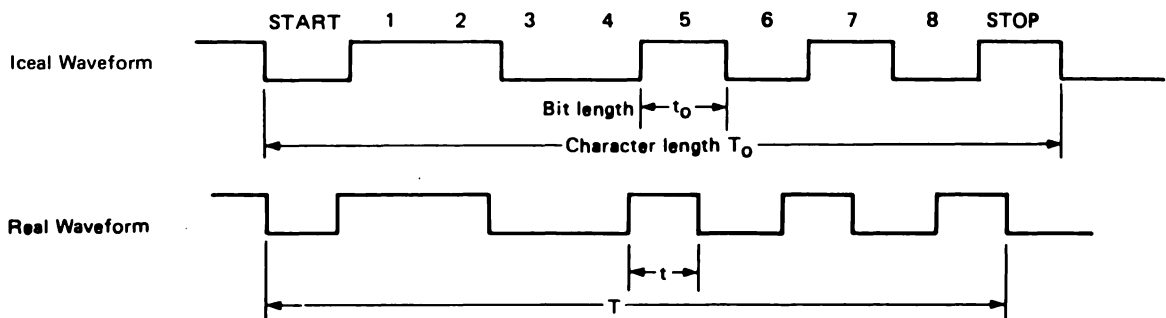 START 1 2 3 4 5 6 7 8 STOP
Iceal Waveform
Bit length t₀
Character length T₀
Real Waveform
t
T